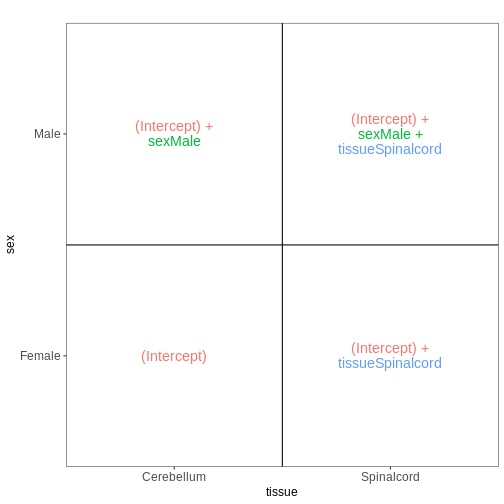 (Intercept) +
sexMale
(Intercept) +
sexMale +
tissueSpinalcord
Male
sex
Female
(Intercept)
(Intercept) +
tissueSpinalcord
Cerebellum
Spinalcord
tissue